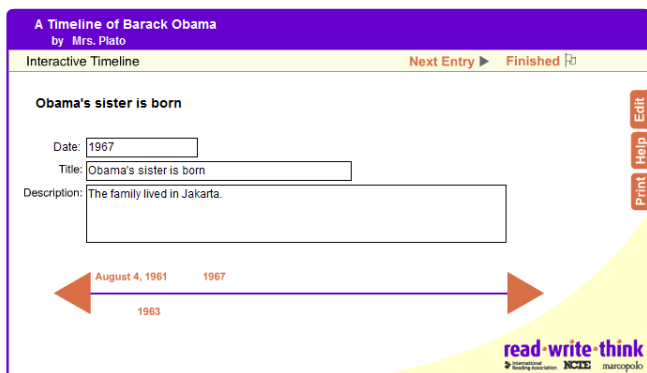 A Timeline of Barack Obama
by Mrs. Plato
Interactive Timeline
Next Entry
Finished
Obama's sister is born
Edit
Help
Print
Date: 1967
Title: Obama's sister is born
Description: The family lived in Jakarta.
August 4, 1961 1967
1963
read•write•think
International
Reading Association
NCTE
marcopolo